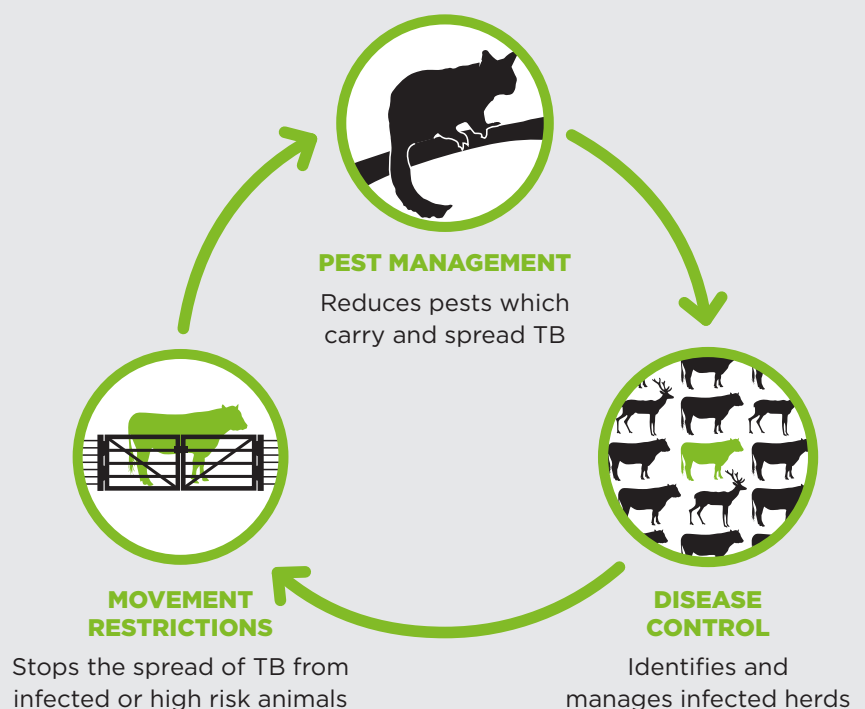 PEST MANAGEMENT
Reduces pests which
carry and spread TB
MOVEMENT
RESTRICTIONS
Stops the spread of TB from
infected or high risk animals
DISEASE
CONTROL
Identifies and
manages infected herds